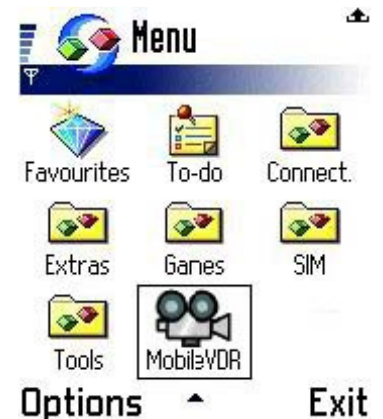 Menu
Favourites To-do Connect.
Extras Games SIM
Tools MobileVDR
Options Exit